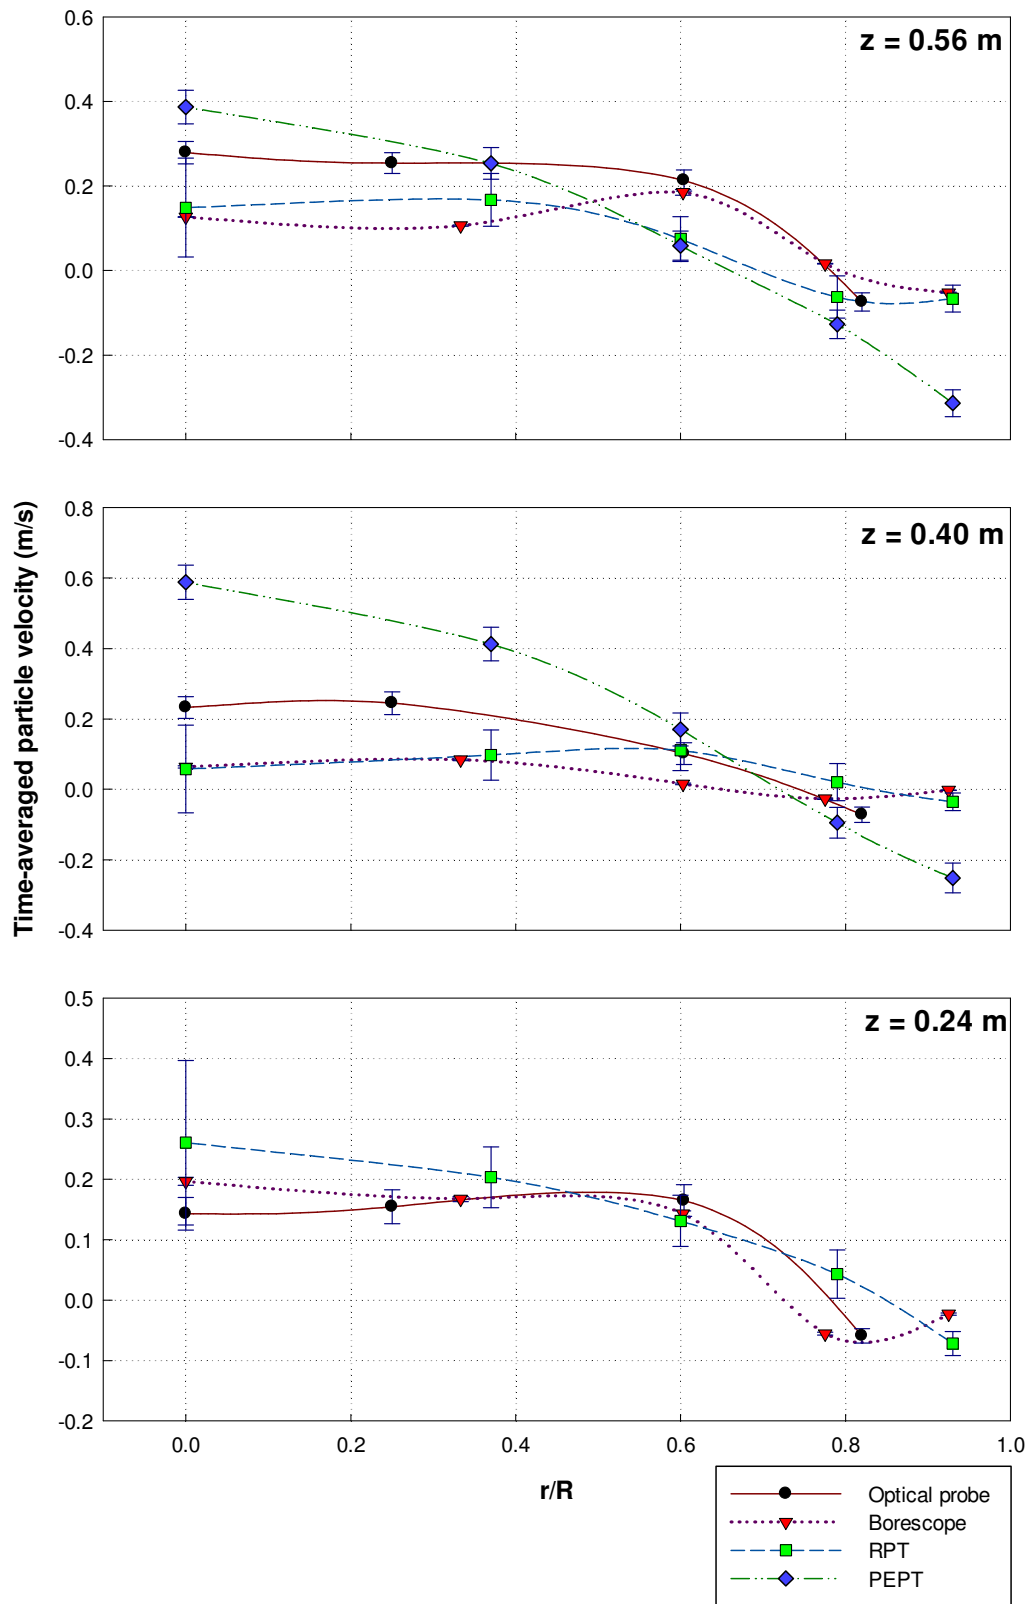 z = 0.56 m
0.6
0.4
0.2
0.0
-0.2
-0.4
Time-averaged particle velocity (m/s)
z = 0.40 m
0.8
0.6
0.4
0.2
0.0
-0.2
-0.4
z = 0.24 m
0.5
0.4
0.3
0.2
0.1
0.0
-0.1
-0.2
0.0 0.2 0.4 0.6 0.8 1.0
r/R
Optical probe
Borescope
RPT
PEPT